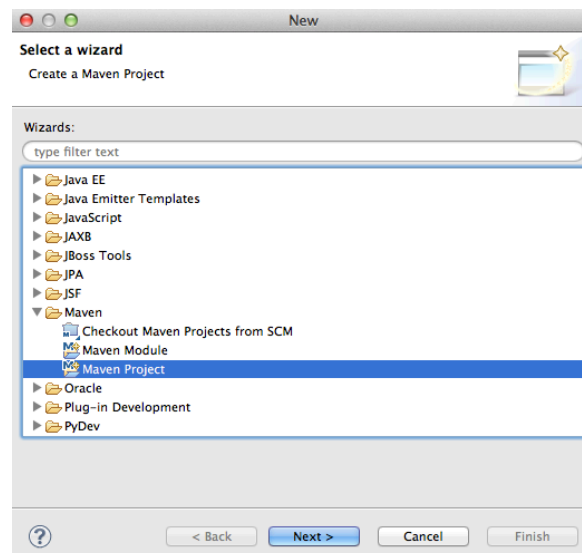 New
Select a wizard
Create a Maven Project
Wizards:
type filter text
Java EE
Java Emitter Templates
JavaScript
JAXB
JBoss Tools
JPA
JSF
Maven
Checkout Maven Projects from SCM
Maven Module
Maven Project
Oracle
Plug-in Development
PyDev
? < Back Next > Cancel Finish